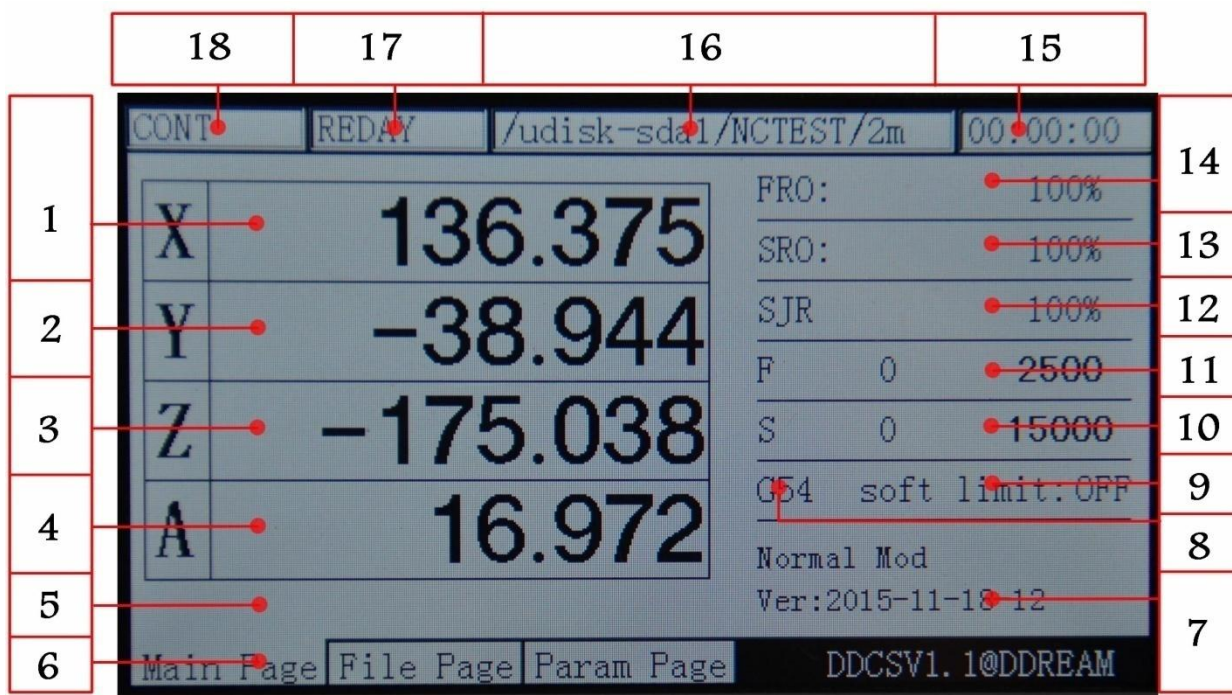 18 17 16 15
CONT REDAY /udisk-sda1/NCTEST/2m 00:00:00
14
FRO: 100%
1
X 136.375
13
SRO: 100%
2
Y -38.944
12
SJR 100%
11
F 0 2500
3
Z -175.038
10
S 0 15000
9
G54 soft limit:OFF
4
A 16.972
8
Normal Mod
5
Ver:2015-11-18-12
7
6
Main Page File Page Param Page DDCSV1.1@DDREAM